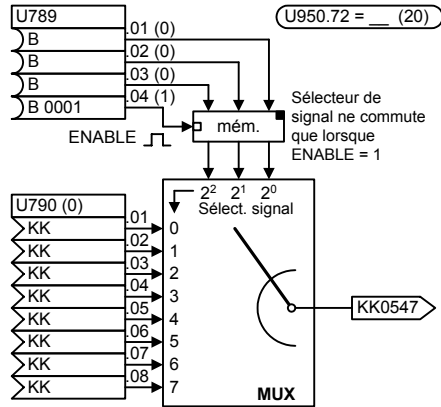 U789
U950.72 = __ (20)
B .01 (0)
B .02 (0)
B .03 (0)
B 0001 .04 (1)
ENABLE
mém.
Sélecteur de
signal ne commute
que lorsque
ENABLE = 1
U790 (0)
2² 2¹ 2⁰
Sélect. signal
KK .01 0
KK .02 1
KK .03 2
KK .04 3
KK .05 4
KK .06 5
KK .07 6
KK .08 7
KK0547
MUX